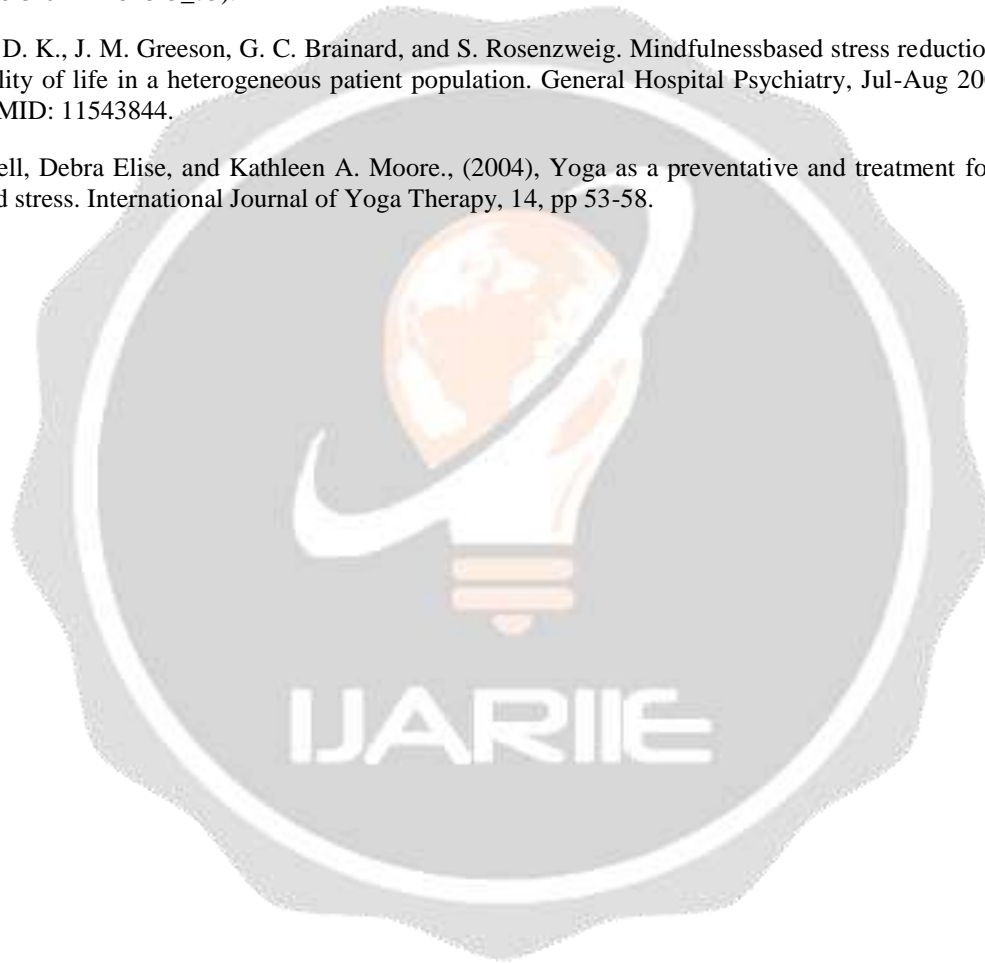 D. K., J. M. Greeson, G. C. Brainard, and S. Rosenzweig. Mindfulnessbased stress reductio
lity of life in a heterogeneous patient population. General Hospital Psychiatry, Jul-Aug 20
MID: 11543844.
ell, Debra Elise, and Kathleen A. Moore., (2004), Yoga as a preventative and treatment fo
d stress. International Journal of Yoga Therapy, 14, pp 53-58.
IJARIIE